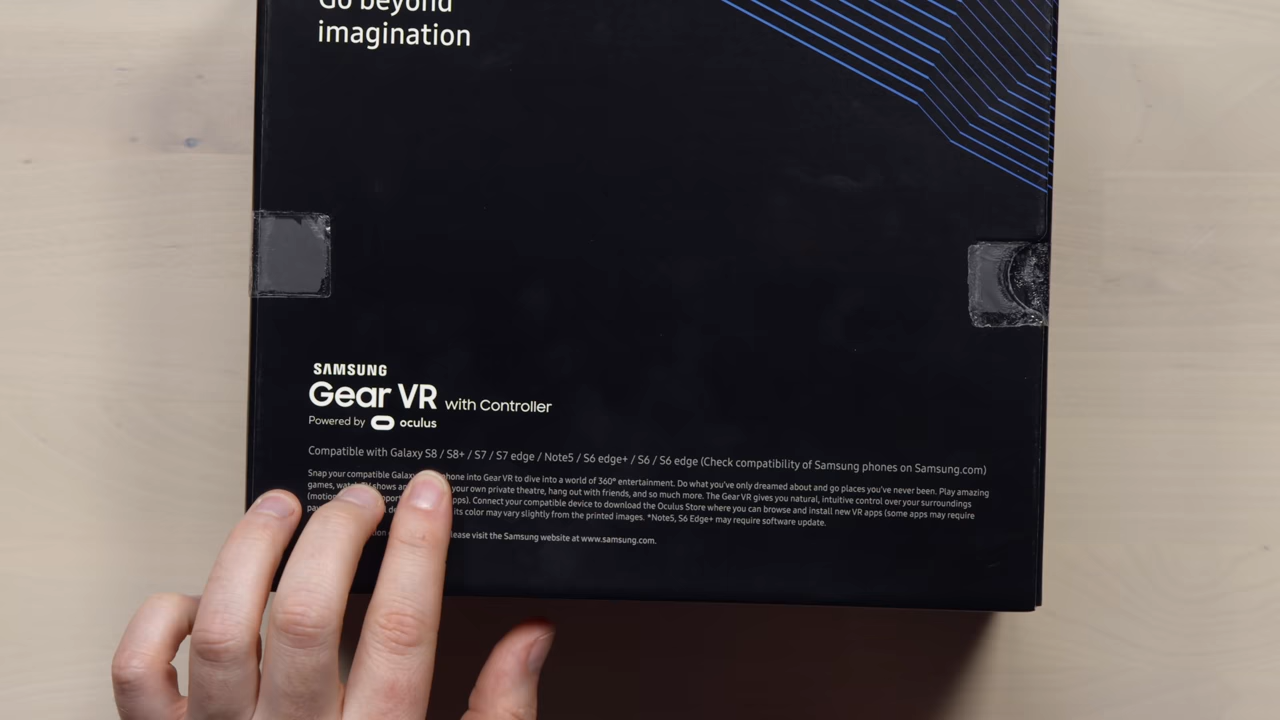 Go beyond
imagination
SAMSUNG
Gear VR with Controller
Powered by oculus
Compatible with Galaxy S8 / S8+ / S7 / S7 edge / Note5 / S6 edge+ / S6 / S6 edge (Check compatibility of Samsung phones on Samsung.com)
Snap your compatible Galaxy phone into Gear VR to dive into a world of 360° entertainment. Do what you've only dreamed about and go places you've never been. Play amazing
games, watch TV shows your own private theatre, hang out with friends, and so much more. The Gear VR gives you natural, intuitive control over your surroundings
(motion apps). Connect your compatible device to download the Oculus Store where you can browse and install new VR apps (some apps may require
its color may vary slightly from the printed images. *Note5, S6 Edge+ may require software update.
please visit the Samsung website at www.samsung.com.